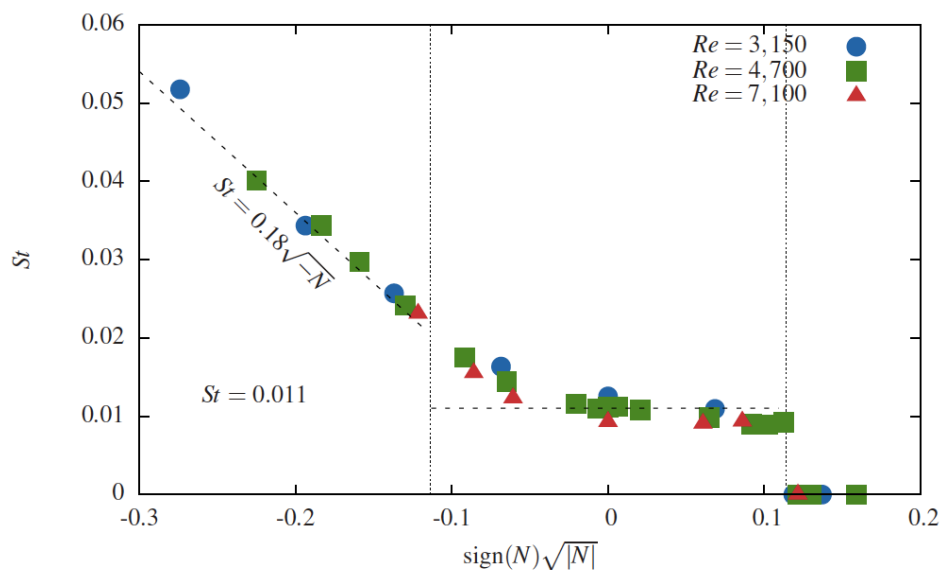 0.06
0.05
0.04
0.03
0.02
0.01
0
St
Re = 3,150
Re = 4,700
Re = 7,100
St = 0.18√−N
St = 0.011
-0.3 -0.2 -0.1 0 0.1 0.2
sign(N)√|N|